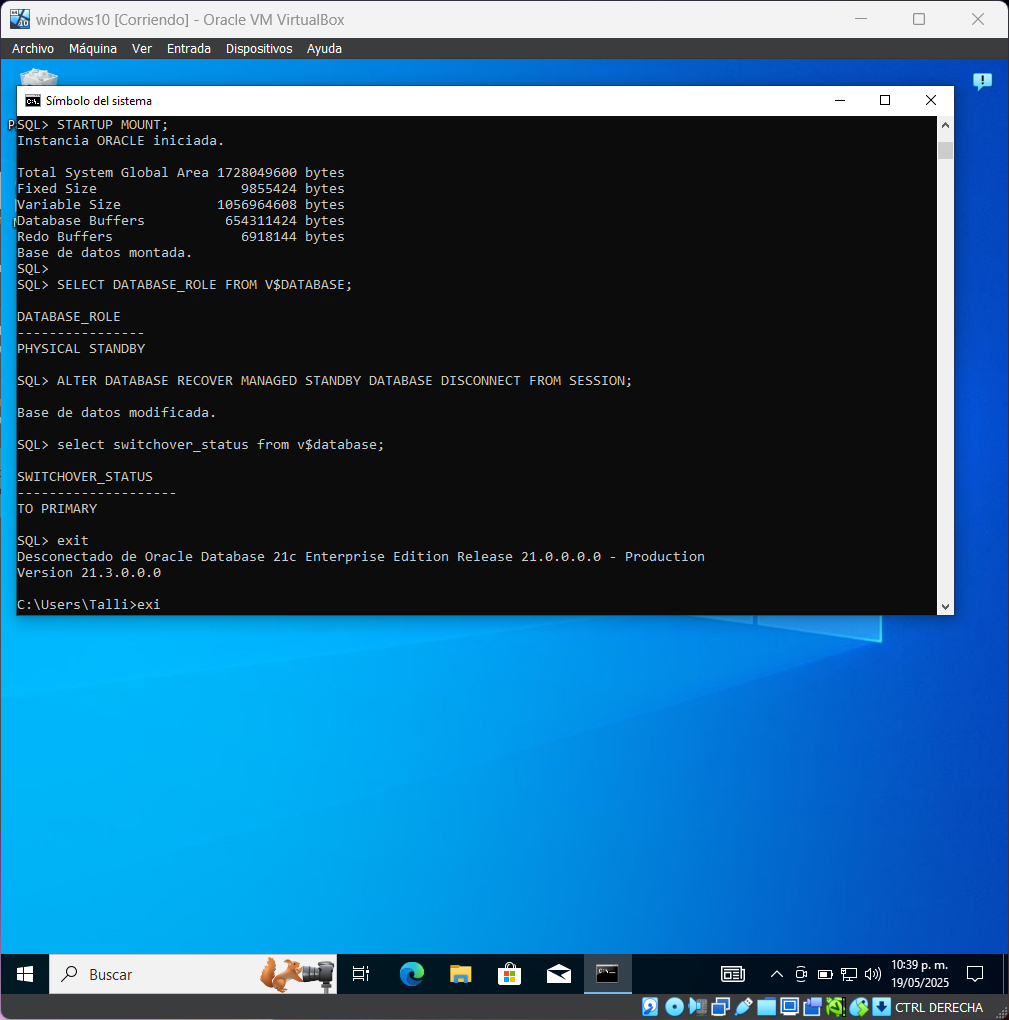 windows10 [Corriendo] - Oracle VM VirtualBox
Archivo Máquina Ver Entrada Dispositivos Ayuda
Símbolo del sistema
SQL> STARTUP MOUNT;
Instancia ORACLE iniciada.
Total System Global Area 1728049600 bytes
Fixed Size 9855424 bytes
Variable Size 1056964608 bytes
Database Buffers 654311424 bytes
Redo Buffers 6918144 bytes
Base de datos montada.
SQL>
SQL> SELECT DATABASE_ROLE FROM V$DATABASE;
DATABASE_ROLE
----------------
PHYSICAL STANDBY
SQL> ALTER DATABASE RECOVER MANAGED STANDBY DATABASE DISCONNECT FROM SESSION;
Base de datos modificada.
SQL> select switchover_status from v$database;
SWITCHOVER_STATUS
--------------------
TO PRIMARY
SQL> exit
Desconectado de Oracle Database 21c Enterprise Edition Release 21.0.0.0.0 - Production
Version 21.3.0.0.0
C:\Users\Talli>exi
Buscar
10:39 p. m.
19/05/2025
CTRL DERECHA